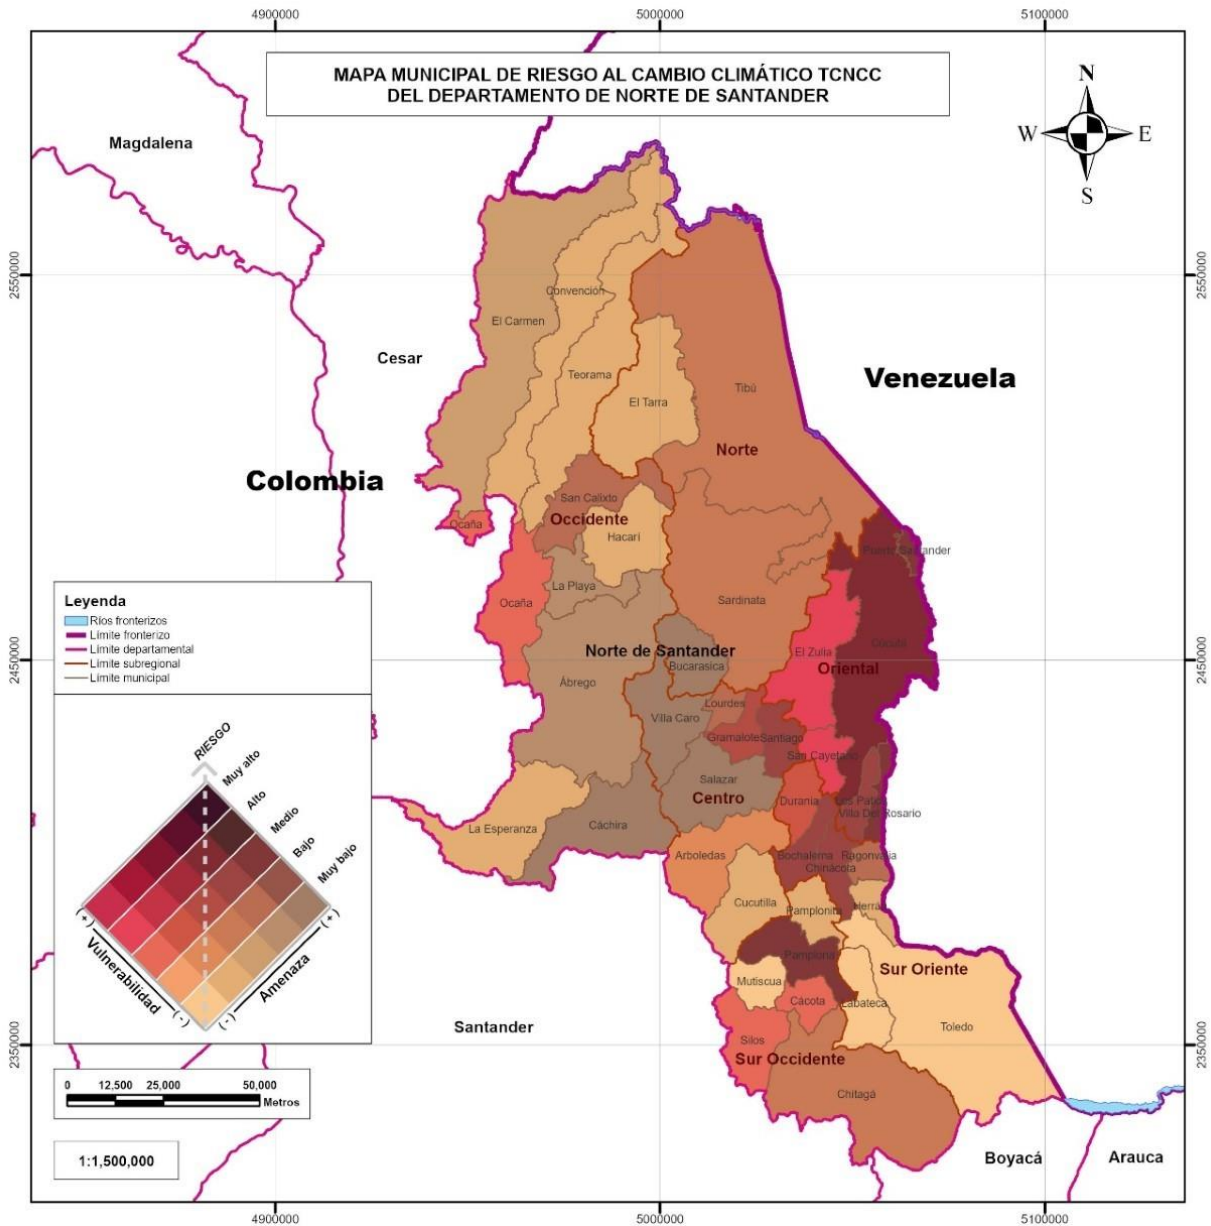 4900000
5000000
5100000
MAPA MUNICIPAL DE RIESGO AL CAMBIO CLIMÁTICO TCNCC
DEL DEPARTAMENTO DE NORTE DE SANTANDER
N
W
E
S
Magdalena
2550000
2550000
Convención
El Carmen
Cesar
Venezuela
Teorama
Tibú
El Tarra
Norte
Colombia
San Calixto
Occidente
Ocaña
Hacarí
La Playa
Ocaña
Sardinata
Leyenda
Ríos fronterizos
Límite fronterizo
Límite departamental
Límite subregional
Límite municipal
El Zulia
Cúcuta
Norte de Santander
Oriental
2450000
2450000
Bucarasica
Ábrego
Lourdes
Villa Caro
Gramalote
Santiago
San Cayetano
Salazar
Centro
Durania
Los Patios
Villa Del Rosario
La Esperanza
Cáchira
Arboledas
Bochalema
Ragonvalia
Chinácota
Cucutilla
Pamplonita
Herrán
RIESGO
Muy alto
Alto
Medio
Bajo
Muy bajo
(+)
(+)
Vulnerabilidad
Amenaza
(-)
(-)
Pamplona
Sur Oriente
Mutiscua
Cácota
Labateca
Toledo
Santander
Silos
Sur Occidente
2350000
2350000
Chitagá
0 12,500 25,000 50,000
Metros
1:1,500,000
Boyacá
Arauca
4900000
5000000
5100000